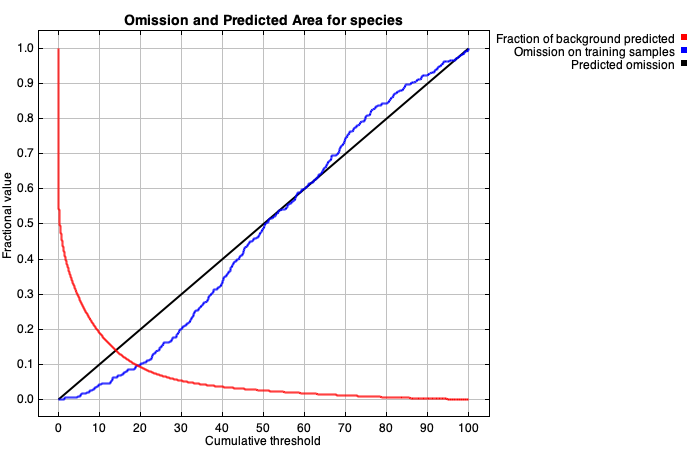 Omission and Predicted Area for species
Fraction of background predicted
Omission on training samples
Predicted omission
Fractional value
1.0
0.9
0.8
0.7
0.6
0.5
0.4
0.3
0.2
0.1
0.0
0 10 20 30 40 50 60 70 80 90 100
Cumulative threshold